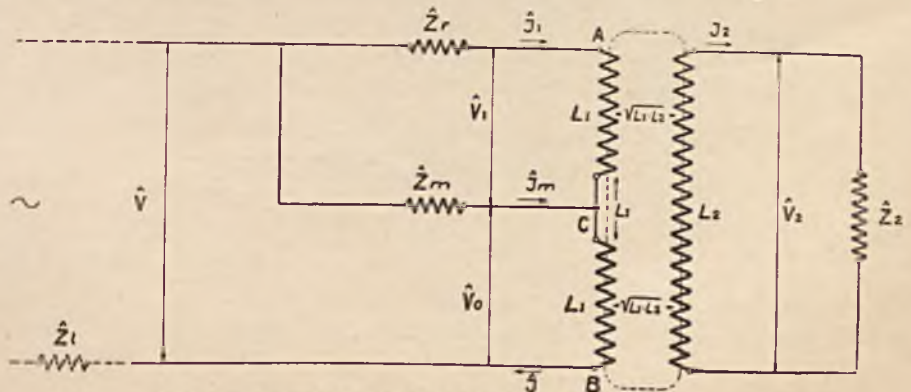 Ẑr
Ĵ1
A
J2
V̂1
L1
√L1·L2
Ẑm
Ĵm
~
V̂
C
L1
L2
V̂2
Ẑ2
V̂0
L1
√L1·L2
Ẑl
Ĵ
B